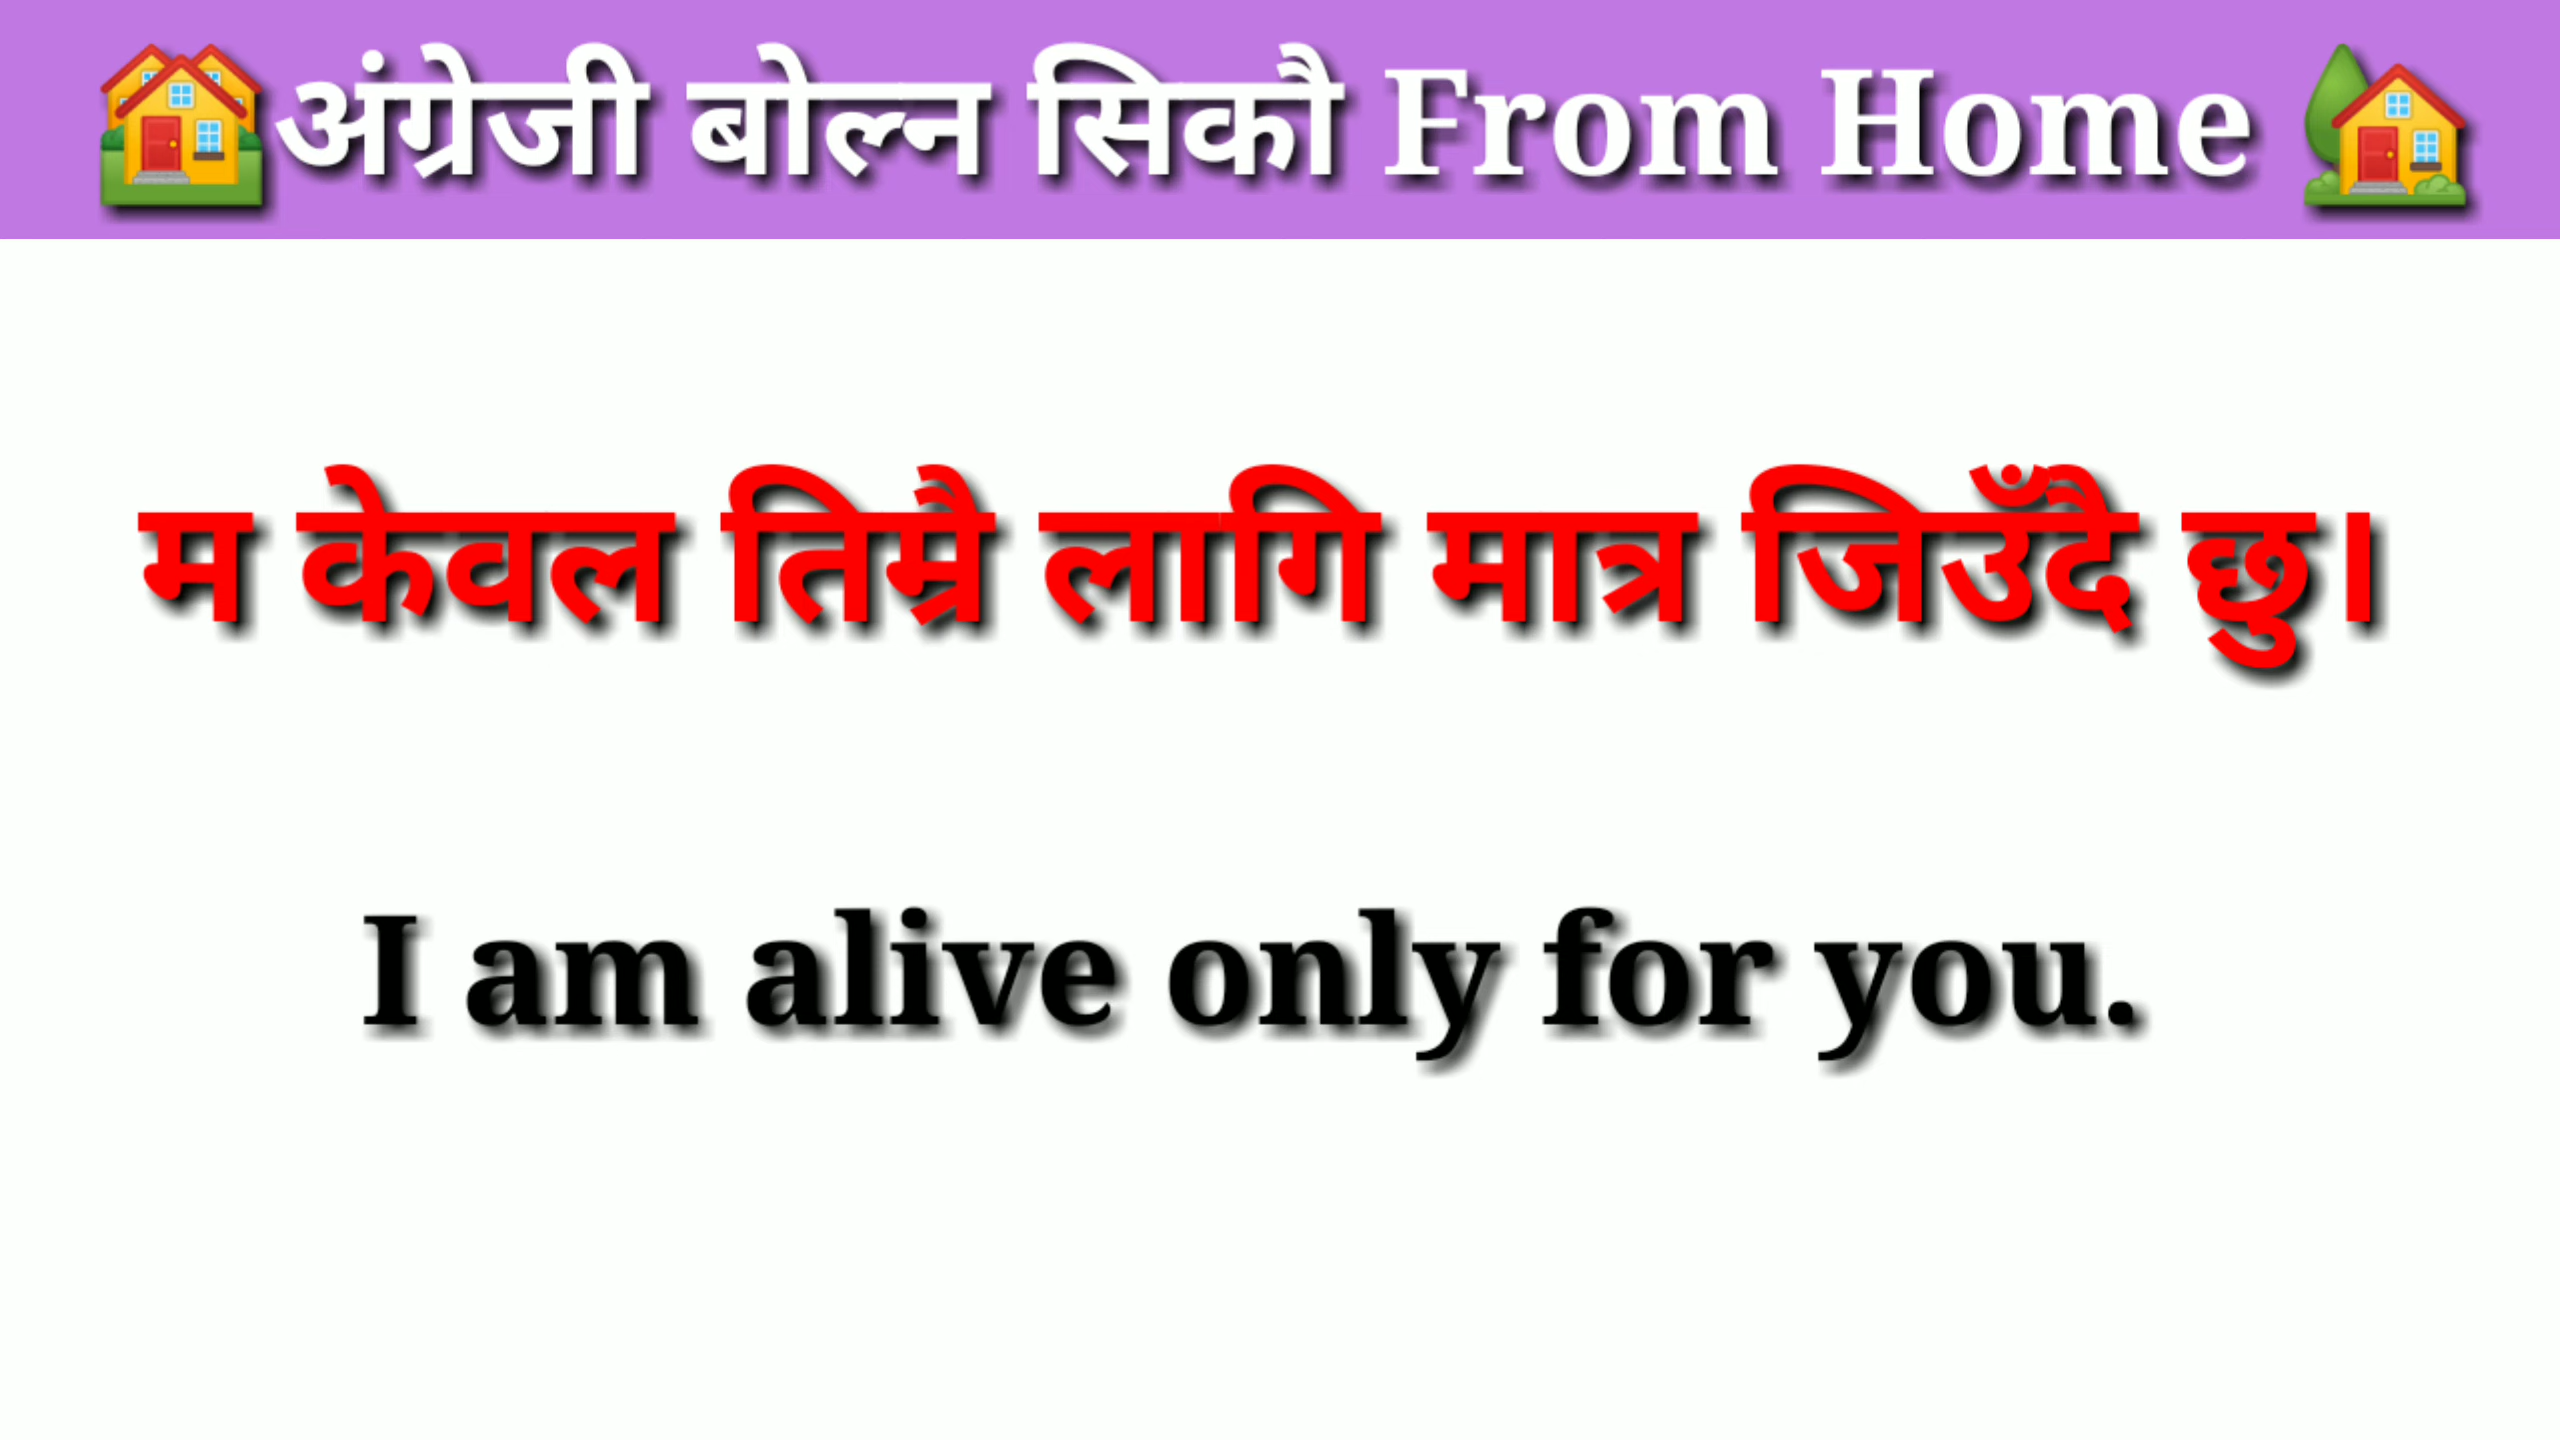 अंग्रेजी बोल्न सिकौ From Home
म केवल तिम्रै लागि मात्र जिउँदै छु।
I am alive only for you.